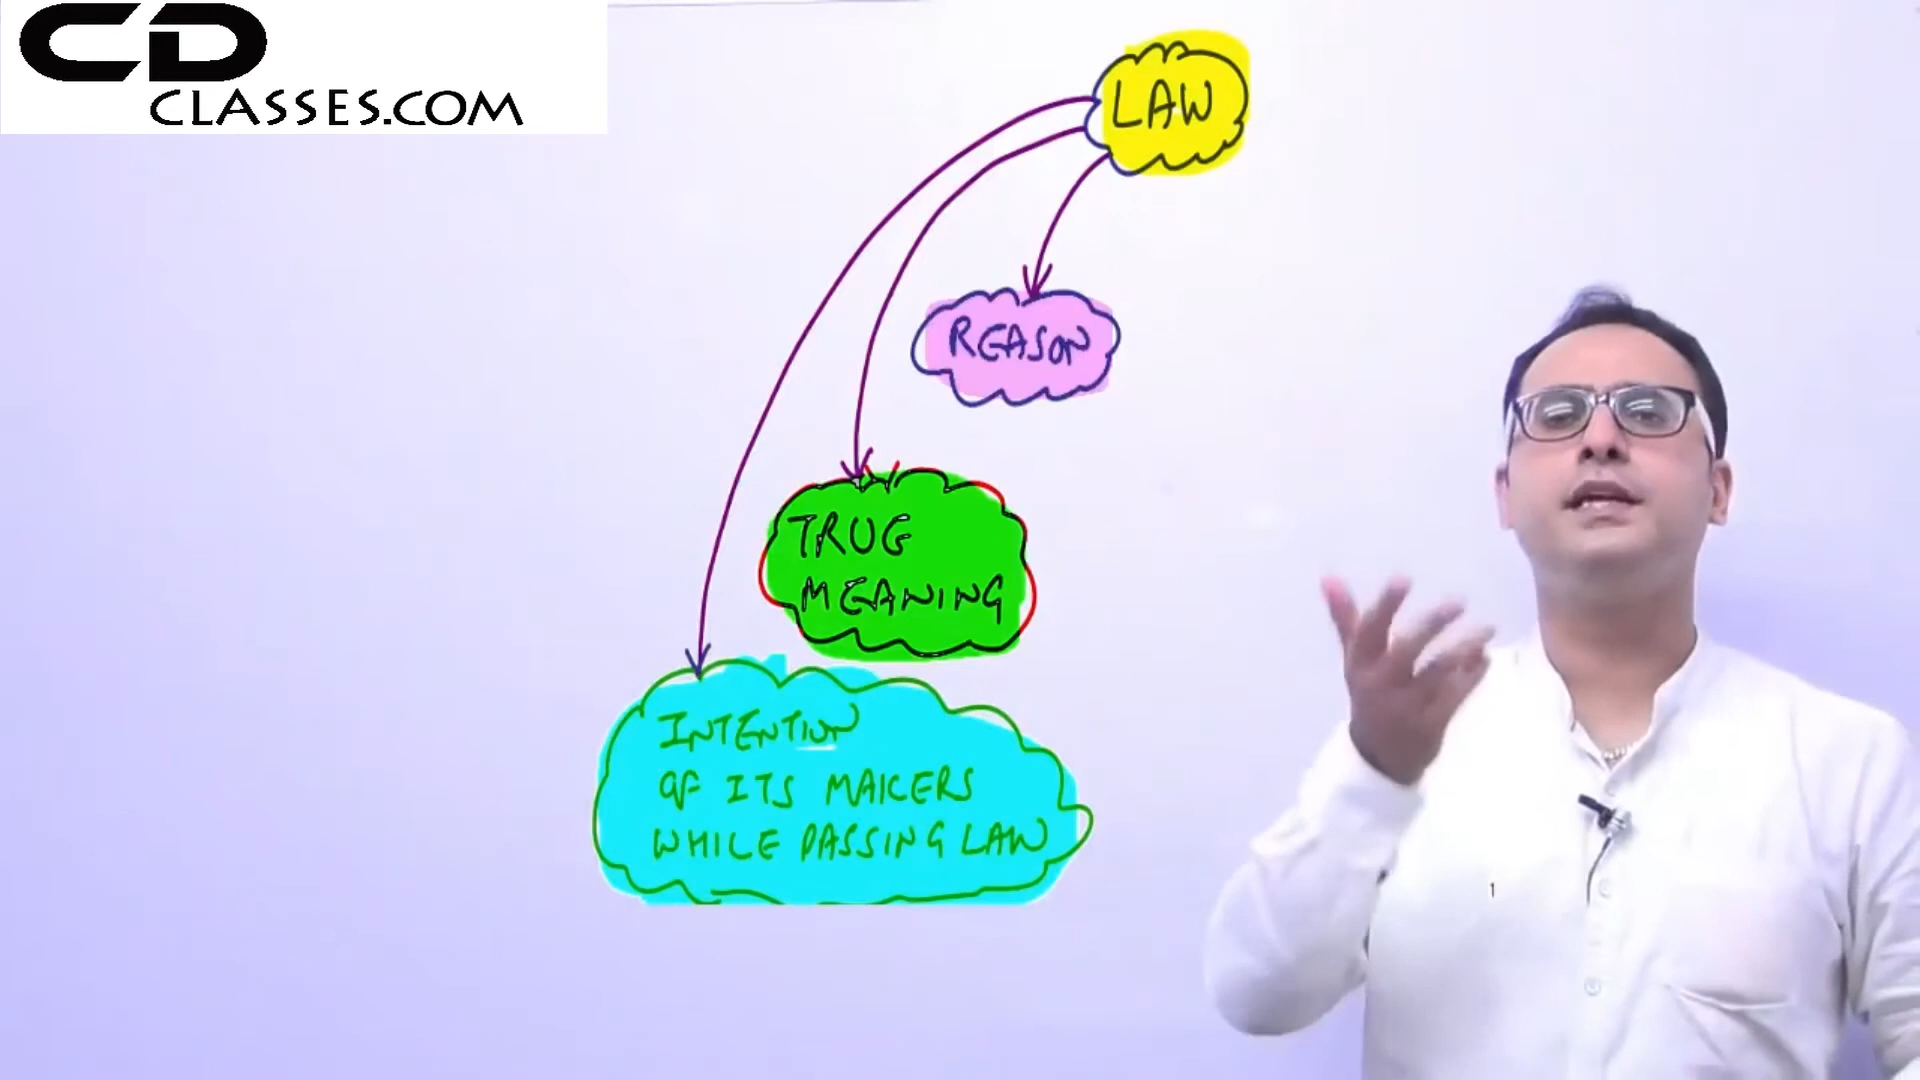 CD
CLASSES.COM
LAW
REASON
TRUE
MEANING
INTENTION
OF ITS MAKERS
WHILE PASSING LAW